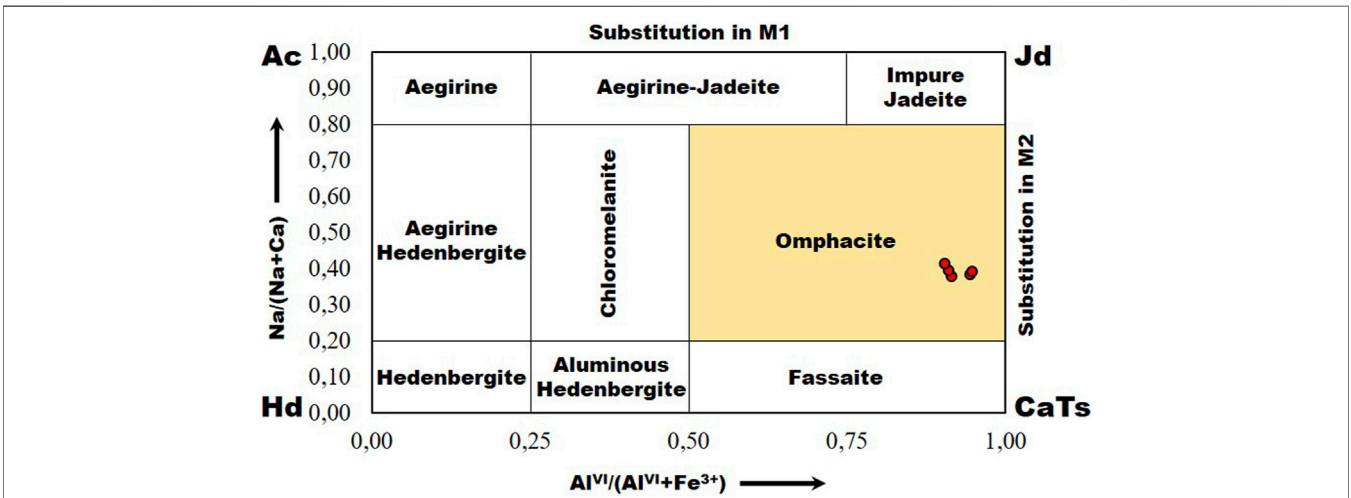 Substitution in M1
Ac
1,00
Jd
0,90
Aegirine
Aegirine-Jadeite
Impure
Jadeite
0,80
0,70
0,60
0,50
0,40
0,30
0,20
0,10
0,00
Na/(Na+Ca)
Aegirine
Hedenbergite
Chloromelanite
Omphacite
Substitution in M2
Hedenbergite
Aluminous
Hedenbergite
Fassaite
Hd
CaTs
0,00
0,25
0,50
0,75
1,00
Al^VI/(Al^VI+Fe³⁺)